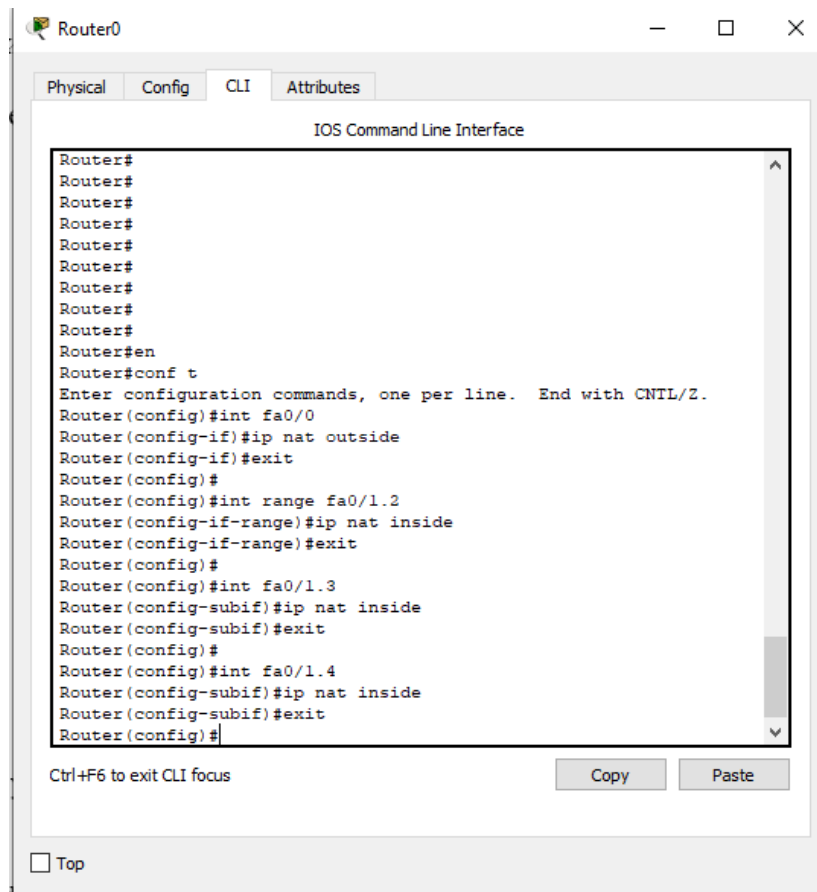 Router0
Physical Config CLI Attributes
IOS Command Line Interface
Router#
Router#
Router#
Router#
Router#
Router#
Router#
Router#
Router#
Router#en
Router#conf t
Enter configuration commands, one per line.  End with CNTL/Z.
Router(config)#int fa0/0
Router(config-if)#ip nat outside
Router(config-if)#exit
Router(config)#
Router(config)#int range fa0/1.2
Router(config-if-range)#ip nat inside
Router(config-if-range)#exit
Router(config)#
Router(config)#int fa0/1.3
Router(config-subif)#ip nat inside
Router(config-subif)#exit
Router(config)#
Router(config)#int fa0/1.4
Router(config-subif)#ip nat inside
Router(config-subif)#exit
Router(config)#
Ctrl+F6 to exit CLI focus Copy Paste
Top